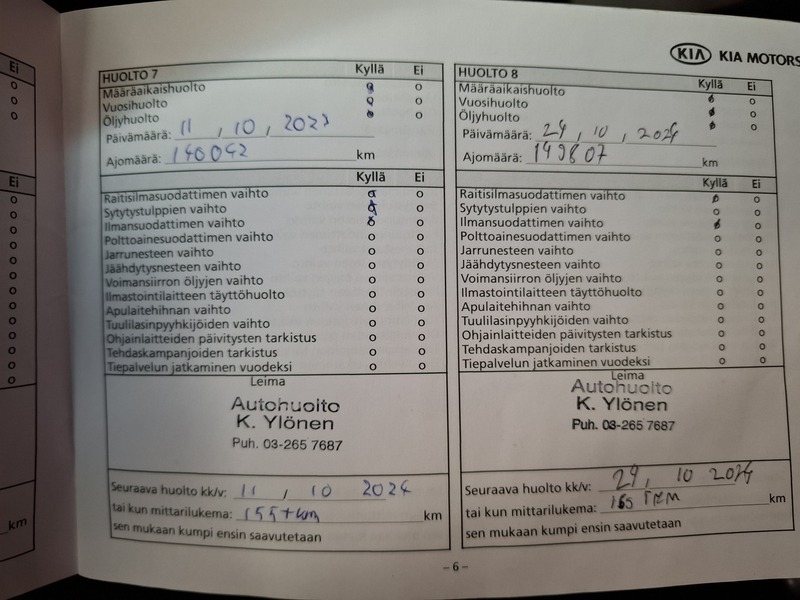 KIA KIA MOTORS
Ei
Ei
km
HUOLTO 7 Kyllä Ei
Määräaikaishuolto o
Vuosihuolto o
Öljyhuolto o
Päivämäärä: 11, 10, 2023
Ajomäärä: 140042 km
Kyllä Ei
Raitisilmasuodattimen vaihto o
Sytytystulppien vaihto o
Ilmansuodattimen vaihto o
Polttoainesuodattimen vaihto o o
Jarrunesteen vaihto o o
Jäähdytysnesteen vaihto o o
Voimansiirron öljyjen vaihto o o
Ilmastointilaitteen täyttöhuolto o o
Apulaitehihnan vaihto o o
Tuulilasinpyyhkijöiden vaihto o o
Ohjainlaitteiden päivitysten tarkistus o o
Tehdaskampanjoiden tarkistus o o
Tiepalvelun jatkaminen vuodeksi o o
Leima
Autohuolto
K. Ylönen
Puh. 03-265 7687
Seuraava huolto kk/v: 11, 10 2024
tai kun mittarilukema: 155 tkm km
sen mukaan kumpi ensin saavutetaan
HUOLTO 8 Kyllä Ei
Määräaikaishuolto o
Vuosihuolto o
Öljyhuolto o
Päivämäärä: 29, 10, 2024
Ajomäärä: 149807 km
Kyllä Ei
Raitisilmasuodattimen vaihto o
Sytytystulppien vaihto o o
Ilmansuodattimen vaihto o
Polttoainesuodattimen vaihto o o
Jarrunesteen vaihto o o
Jäähdytysnesteen vaihto o o
Voimansiirron öljyjen vaihto o o
Ilmastointilaitteen täyttöhuolto o o
Apulaitehihnan vaihto o o
Tuulilasinpyyhkijöiden vaihto o o
Ohjainlaitteiden päivitysten tarkistus o o
Tehdaskampanjoiden tarkistus o o
Tiepalvelun jatkaminen vuodeksi o o
Leima
Autohuolto
K. Ylönen
Puh. 03-265 7687
Seuraava huolto kk/v: 29, 10
tai kun mittarilukema: 165 TKM km
sen mukaan kumpi ensin saavutetaan
– 6 –